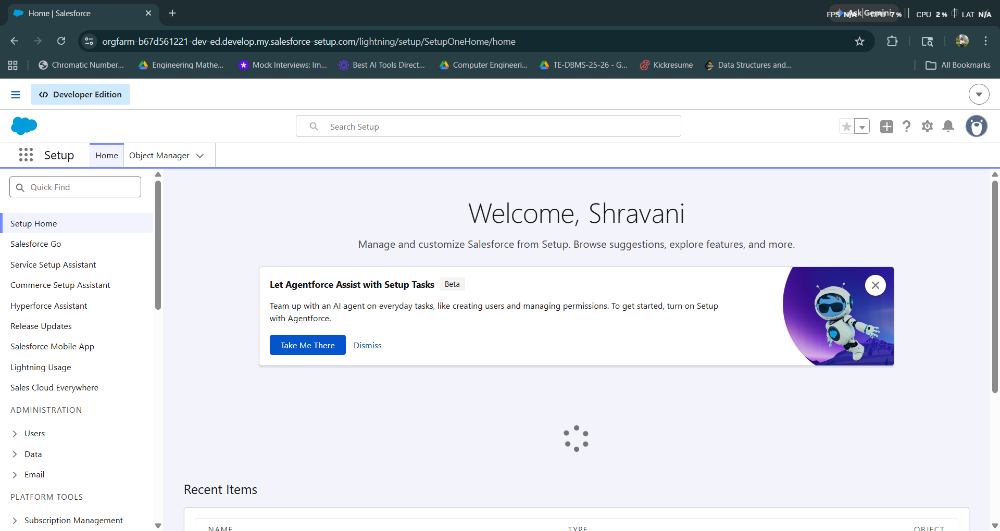 Home | Salesforce
Ask Gemini
FPS N/A | GPU 7 % | CPU 2 % | LAT N/A
orgfarm-b67d561221-dev-ed.develop.my.salesforce-setup.com/lightning/setup/SetupOneHome/home
Chromatic Number... Engineering Mathe... Mock Interviews: Im... Best AI Tools Direct... Computer Engineeri... TE-DBMS-25-26 - G... Kickresume Data Structures and... All Bookmarks
</> Developer Edition
Search Setup
Setup Home Object Manager
Quick Find
Setup Home
Salesforce Go
Service Setup Assistant
Commerce Setup Assistant
Hyperforce Assistant
Release Updates
Salesforce Mobile App
Lightning Usage
Sales Cloud Everywhere
ADMINISTRATION
Users
Data
Email
PLATFORM TOOLS
Subscription Management
Welcome, Shravani
Manage and customize Salesforce from Setup. Browse suggestions, explore features, and more.
Let Agentforce Assist with Setup Tasks Beta
Team up with an AI agent on everyday tasks, like creating users and managing permissions. To get started, turn on Setup
with Agentforce.
Take Me There Dismiss
Recent Items
NAME TYPE OBJECT